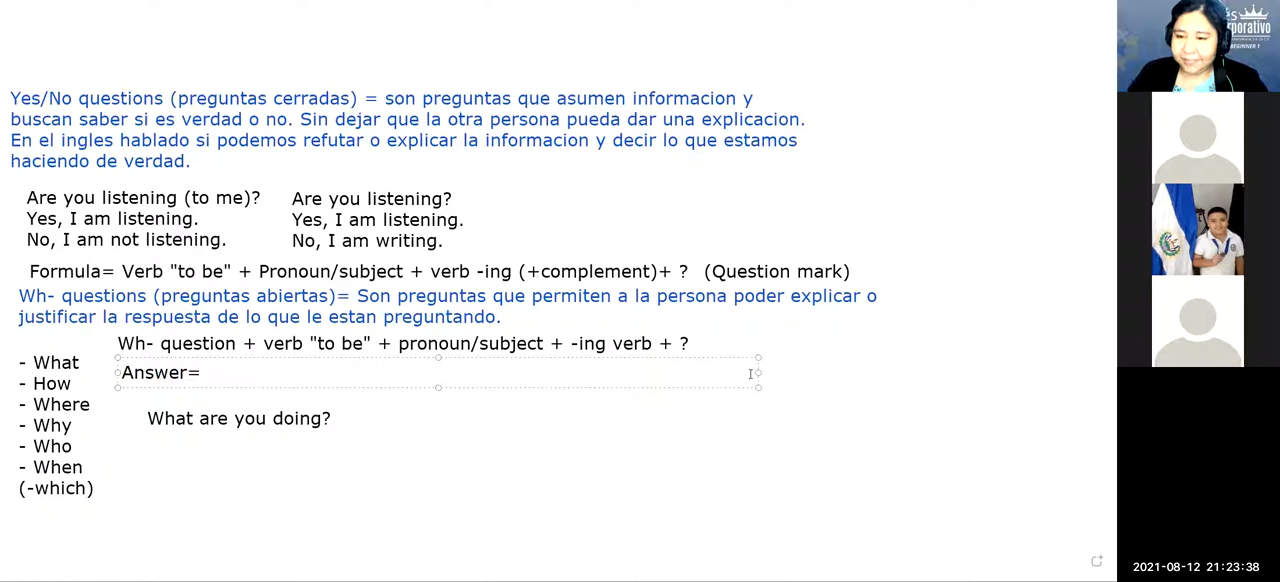 Yes/No questions (preguntas cerradas) = son preguntas que asumen informacion y
buscan saber si es verdad o no. Sin dejar que la otra persona pueda dar una explicacion.
En el ingles hablado si podemos refutar o explicar la informacion y decir lo que estamos
haciendo de verdad.
Are you listening (to me)?
Yes, I am listening.
No, I am not listening.
Are you listening?
Yes, I am listening.
No, I am writing.
Formula= Verb "to be" + Pronoun/subject + verb -ing (+complement)+ ? (Question mark)
Wh- questions (preguntas abiertas)= Son preguntas que permiten a la persona poder explicar o
justificar la respuesta de lo que le estan preguntando.
Wh- question + verb "to be" + pronoun/subject + -ing verb + ?
Answer=
What are you doing?
- What
- How
- Where
- Why
- Who
- When
(-which)
BEGINNER 1
2021-08-12 21:23:38